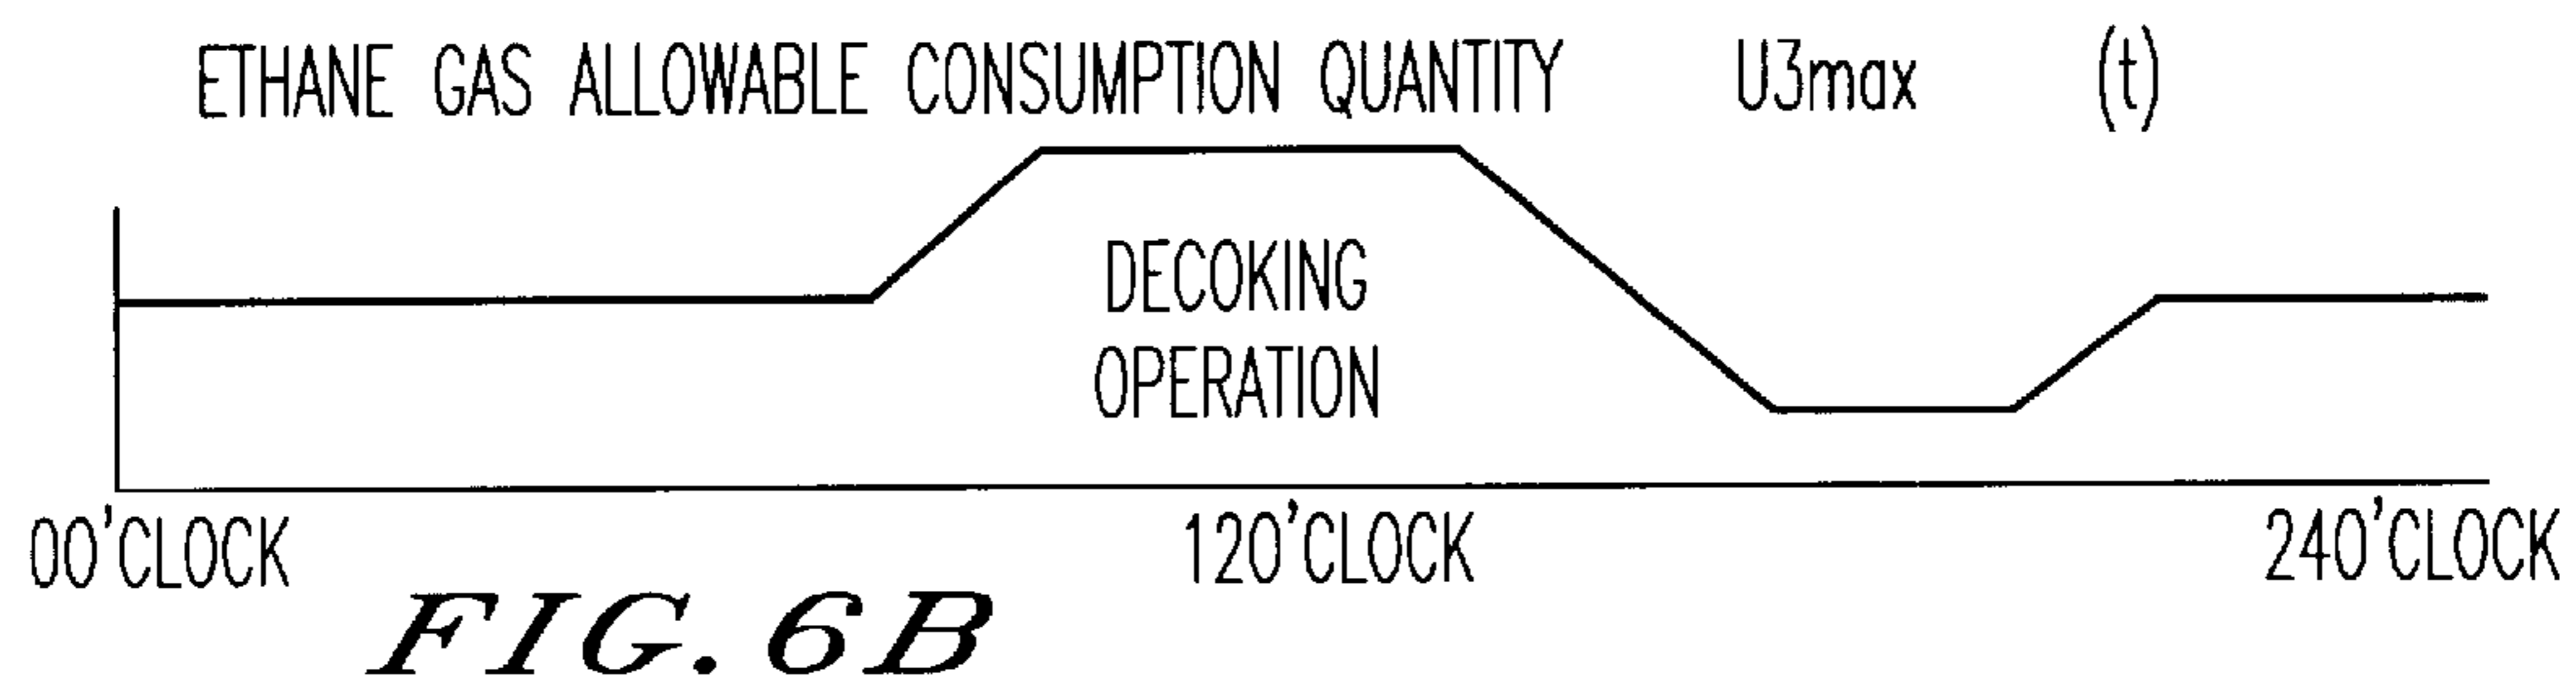 ETHANE GAS ALLOWABLE CONSUMPTION QUANTITY U3max (t)
DECOKING
OPERATION
00'CLOCK 120'CLOCK 240'CLOCK
FIG. 6B